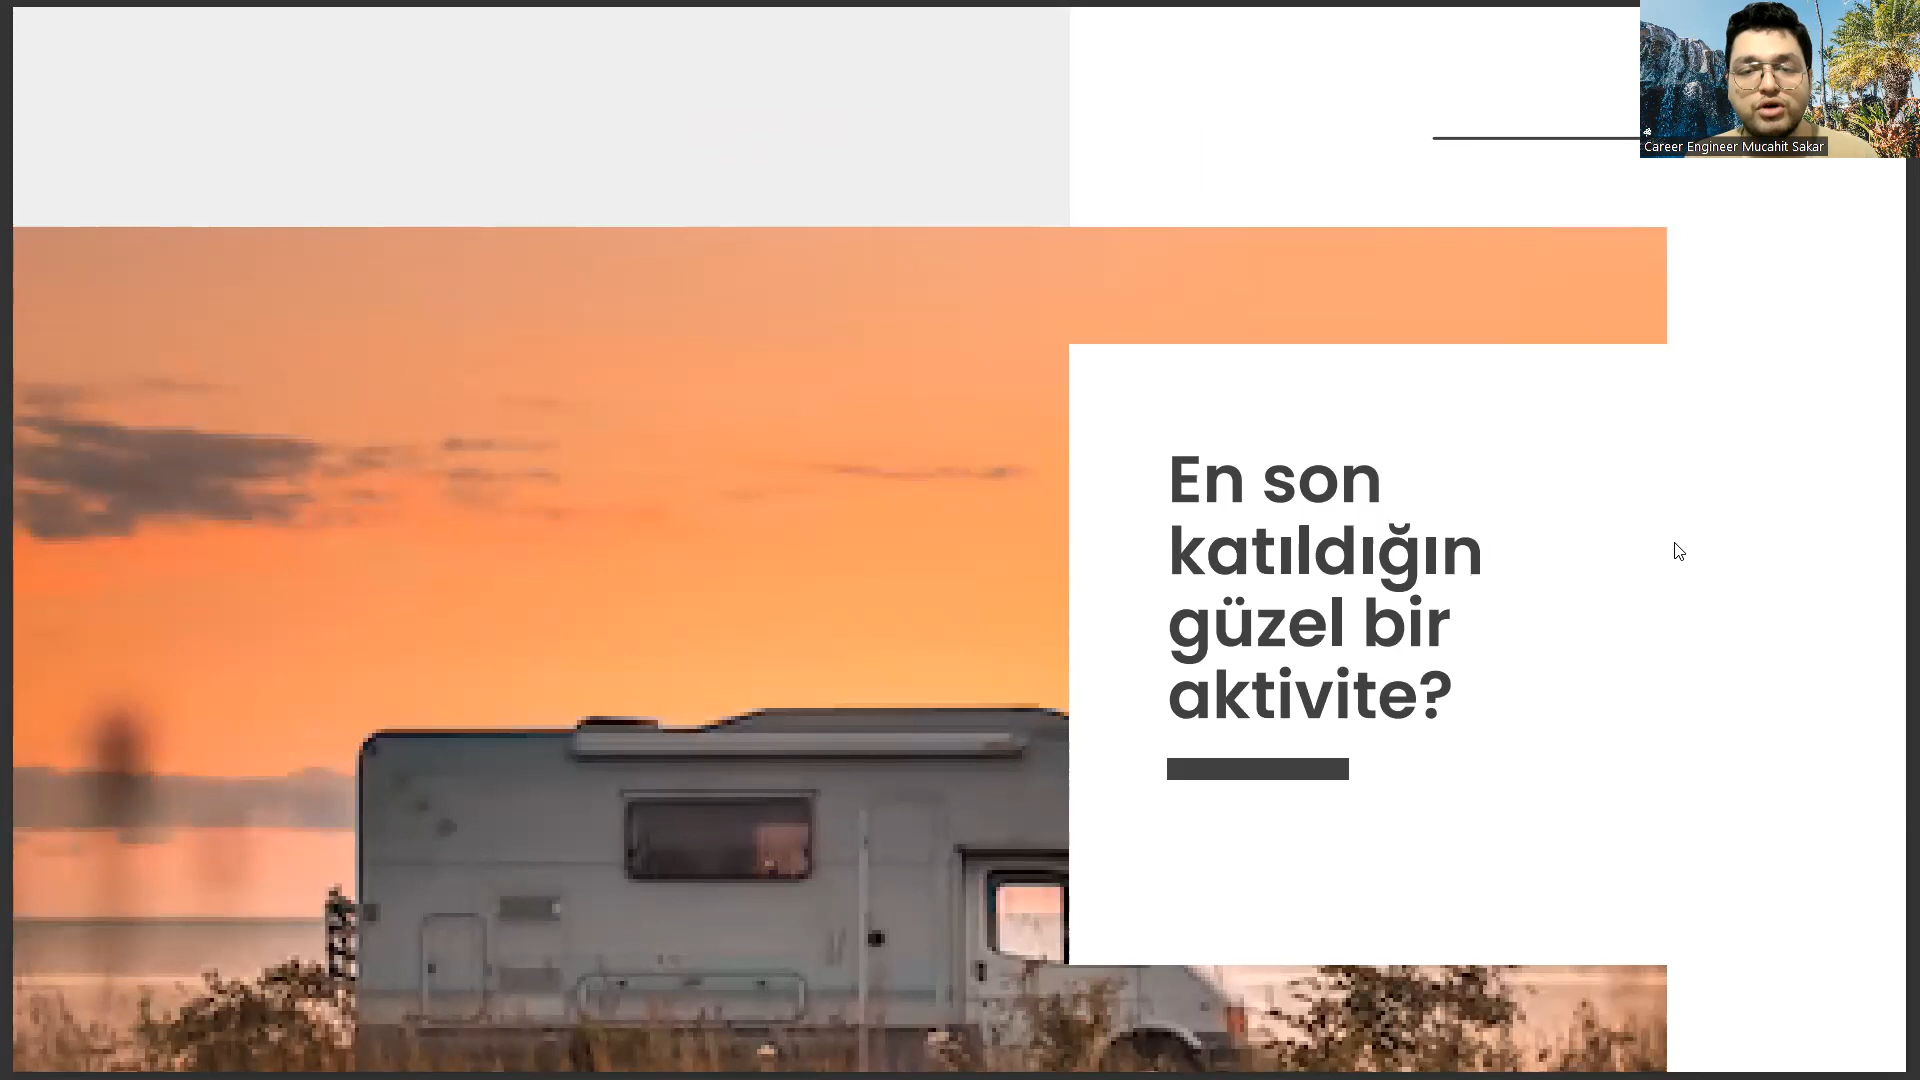 Career Engineer Mucahit Sakar
En son
katıldığın
güzel bir
aktivite?